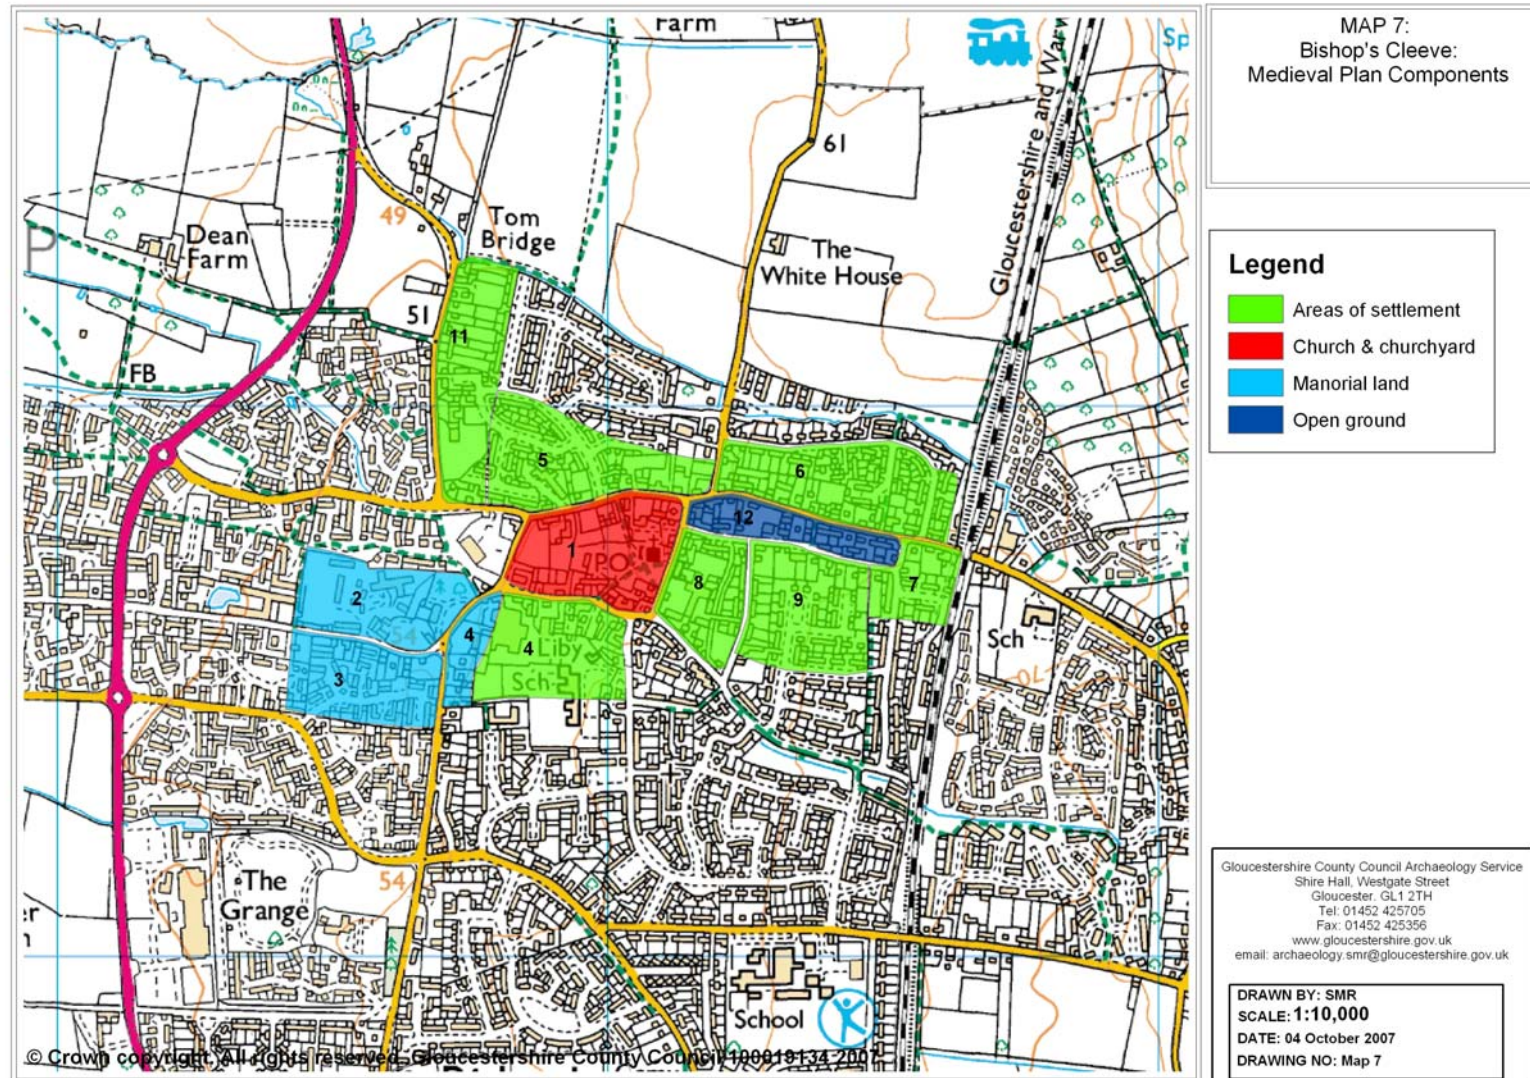 MAP 7:
Bishop's Cleeve:
Medieval Plan Components
Legend
Areas of settlement
Church & churchyard
Manorial land
Open ground
Farm
Sp
61
Gloucestershire and War
49
Tom
Bridge
Dean
Farm
P
The
White House
51
11
FB
5
6
12
1
PO
8
9
7
2
54
4
4
Liby
Sch
3
Sch
70
The
Grange
54
School
© Crown copyright, All rights reserved, Gloucestershire County Council 100019134 2007
Gloucestershire County Council Archaeology Service
Shire Hall, Westgate Street
Gloucester. GL1 2TH
Tel: 01452 425705
Fax: 01452 425356
www.gloucestershire.gov.uk
email: archaeology.smr@gloucestershire.gov.uk
DRAWN BY: SMR
SCALE: 1:10,000
DATE: 04 October 2007
DRAWING NO: Map 7